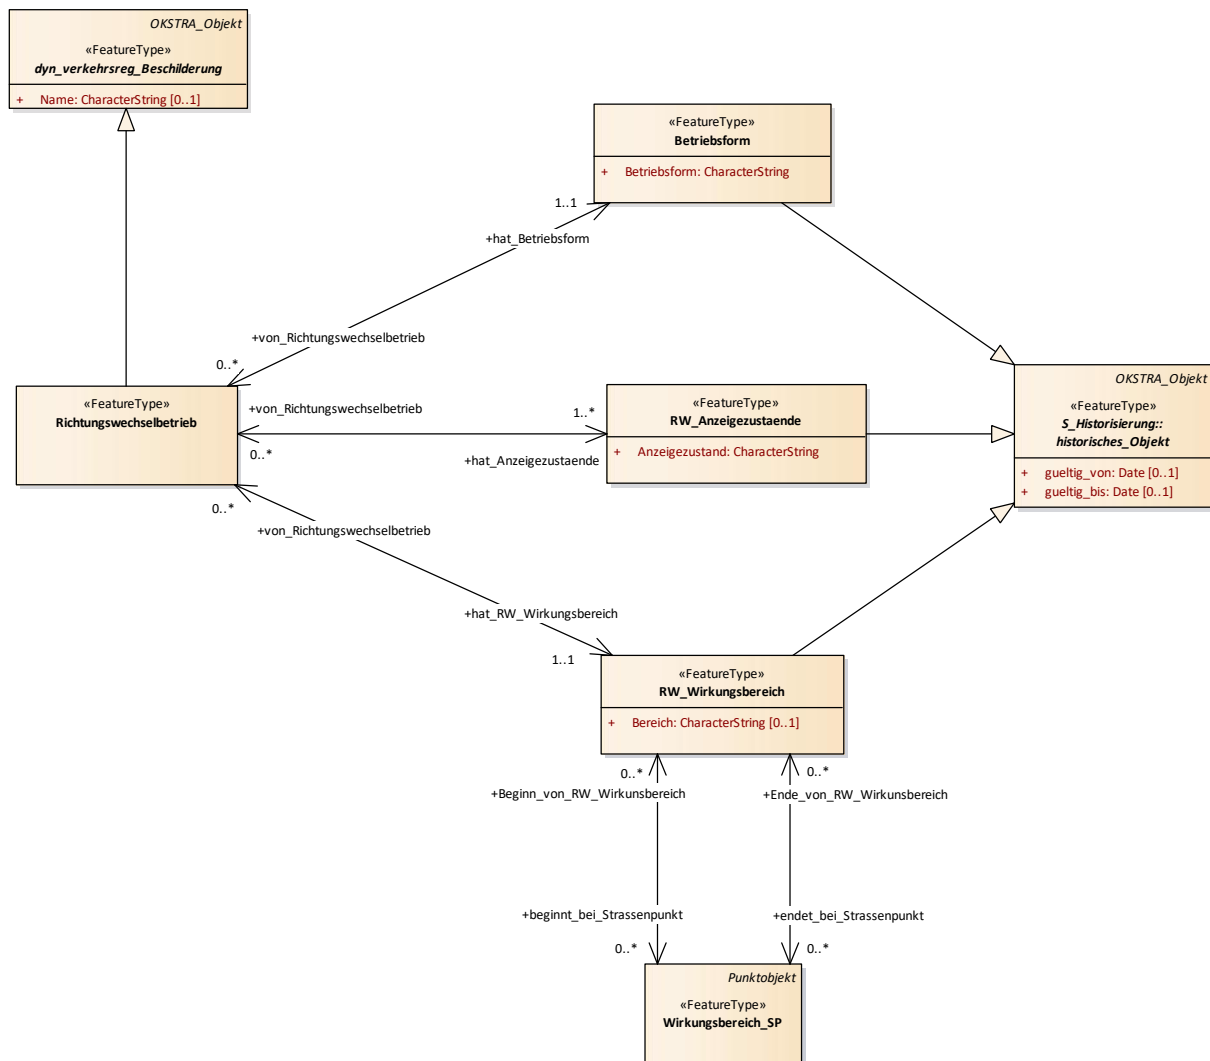 OKSTRA_Objekt
«FeatureType»
dyn_verkehrsreg_Beschilderung
+ Name: CharacterString [0..1]
«FeatureType»
Betriebsform
+ Betriebsform: CharacterString
1..1
+hat_Betriebsform
+von_Richtungswechselbetrieb
0..*
«FeatureType»
Richtungswechselbetrieb
+von_Richtungswechselbetrieb
0..*
1..*
+hat_Anzeigezustaende
«FeatureType»
RW_Anzeigezustaende
+ Anzeigezustand: CharacterString
OKSTRA_Objekt
«FeatureType»
S_Historisierung::
historisches_Objekt
+ gueltig_von: Date [0..1]
+ gueltig_bis: Date [0..1]
0..*
+von_Richtungswechselbetrieb
+hat_RW_Wirkungsbereich
1..1
«FeatureType»
RW_Wirkungsbereich
+ Bereich: CharacterString [0..1]
0..*
0..*
+Beginn_von_RW_Wirkunsbereich
+Ende_von_RW_Wirkunsbereich
+beginnt_bei_Strassenpunkt
+endet_bei_Strassenpunkt
0..*
0..*
Punktobjekt
«FeatureType»
Wirkungsbereich_SP